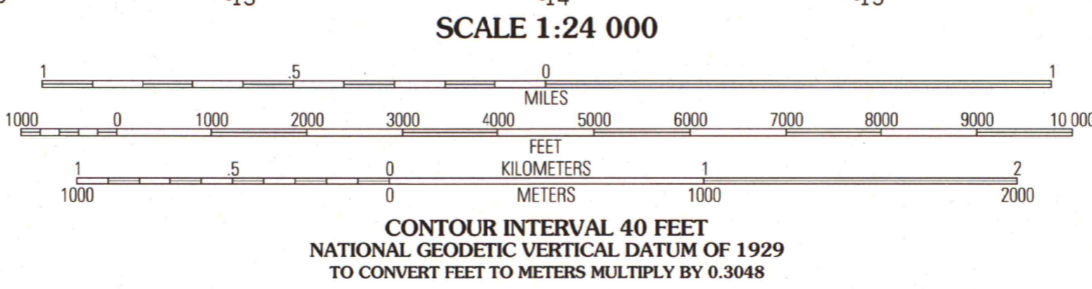 SCALE 1:24 000
1 .5 0 1
MILES
1000 0 1000 2000 3000 4000 5000 6000 7000 8000 9000 10 000
FEET
1 .5 0 KILOMETERS 1 2
1000 0 METERS 1000 2000
CONTOUR INTERVAL 40 FEET
NATIONAL GEODETIC VERTICAL DATUM OF 1929
TO CONVERT FEET TO METERS MULTIPLY BY 0.3048